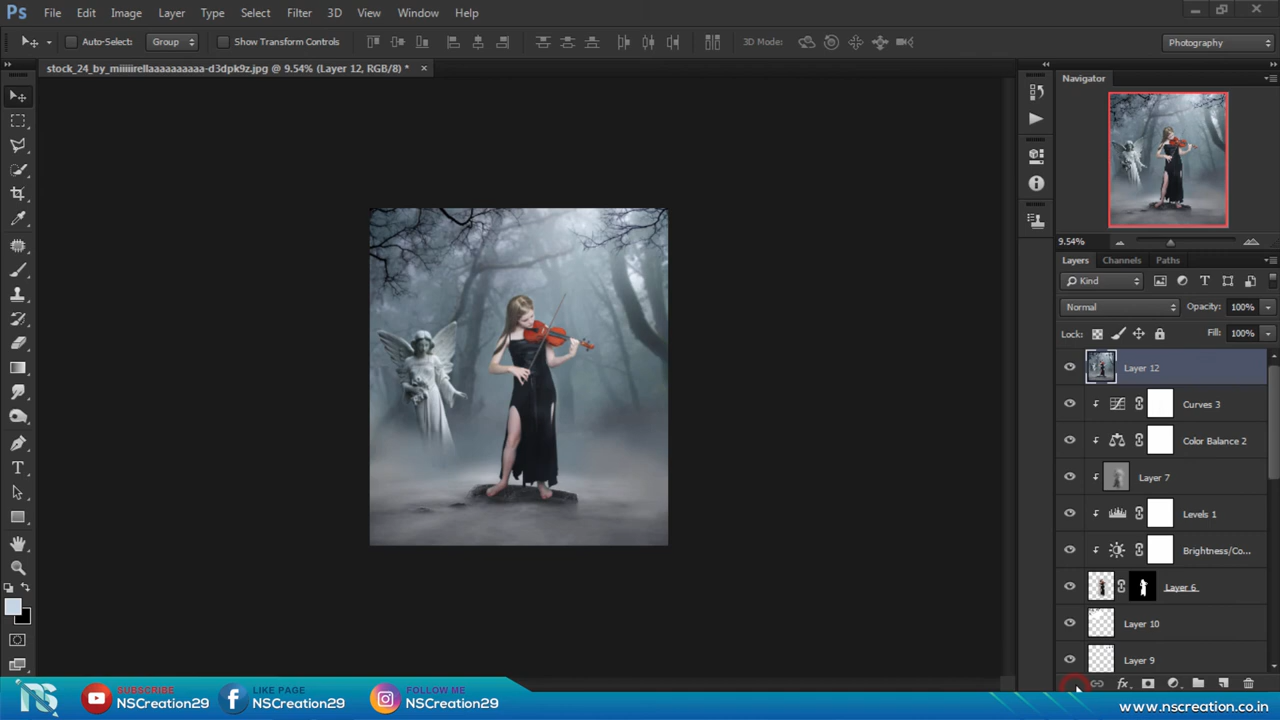 Ps File Edit Image Layer Type Select Filter 3D View Window Help
Auto-Select: Group Show Transform Controls 3D Mode: Photography
stock_24_by_miiiiirellaaaaaaaaaa-d3dpk9z.jpg @ 9.54% (Layer 12, RGB/8) * ×
Navigator
9.54%
Layers Channels Paths
Kind
Normal Opacity: 100%
Lock: Fill: 100%
Layer 12
Curves 3
Color Balance 2
Layer 7
Levels 1
Brightness/Co...
Layer 6
Layer 10
Layer 9
fx
NS SUBSCRIBE NSCreation29 LIKE PAGE NSCreation29 FOLLOW ME NSCreation29 www.nscreation.co.in